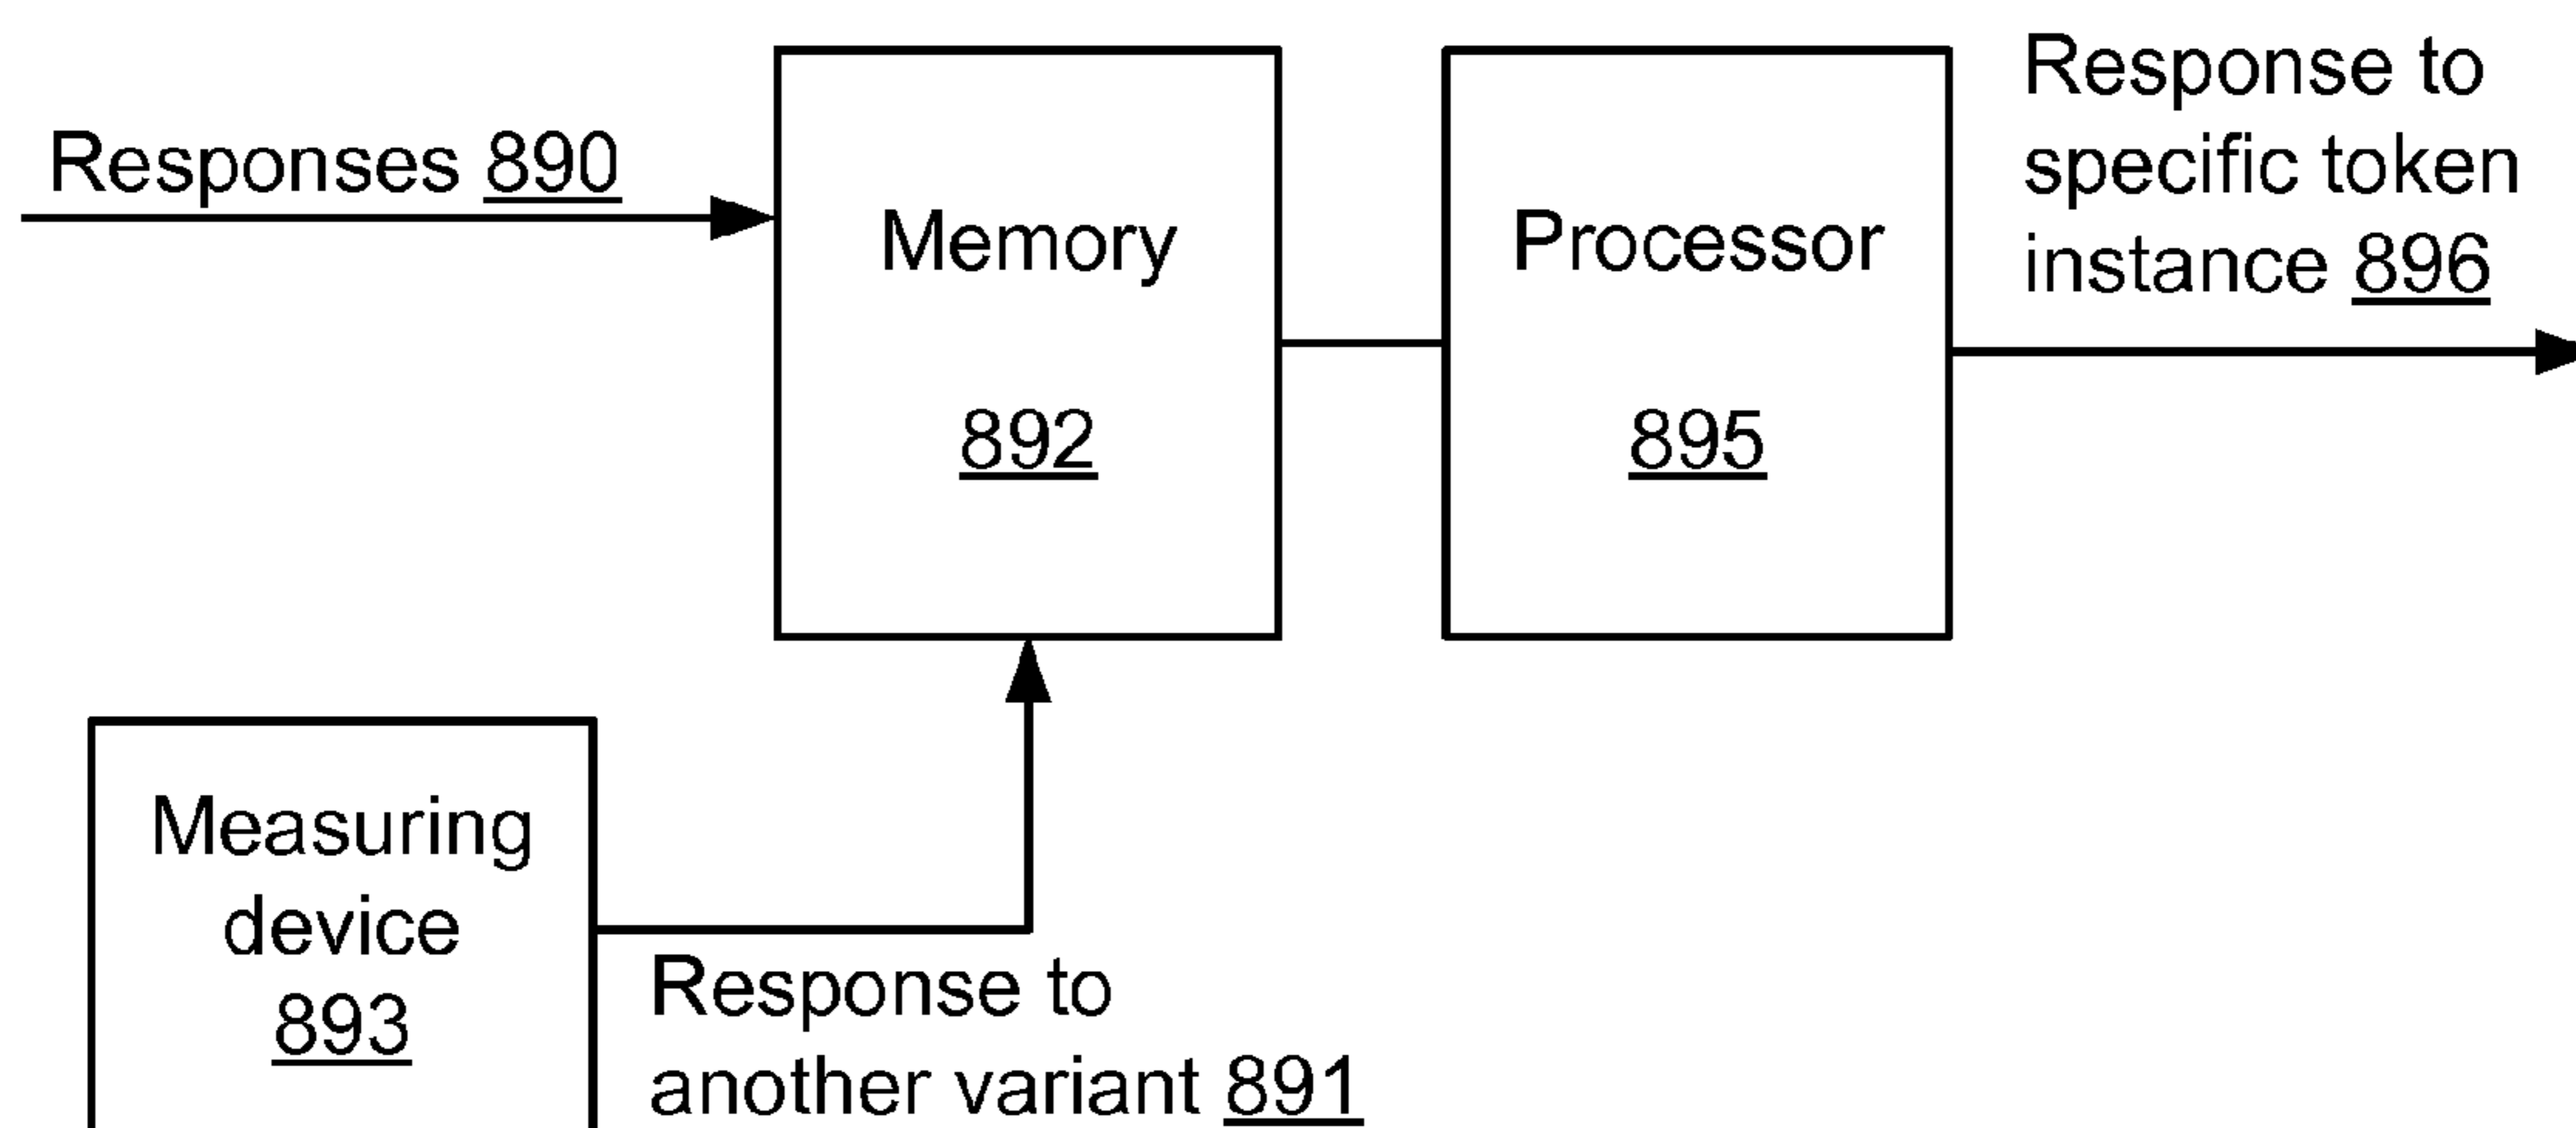 Responses 890
Memory
892
Processor
895
Response to
specific token
instance 896
Measuring
device
893
Response to
another variant 891